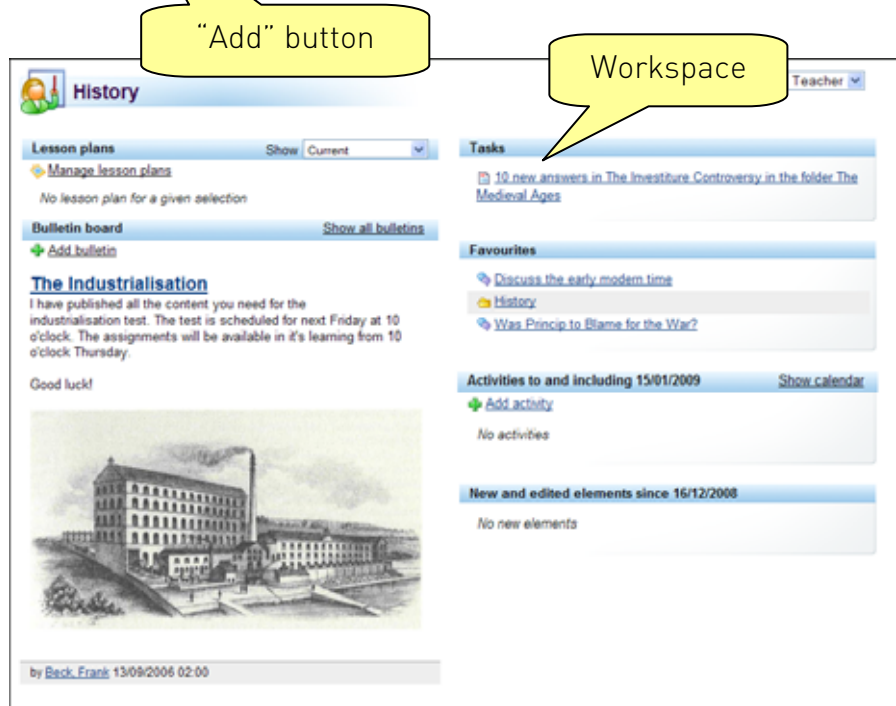 “Add” button
Workspace
History
Teacher
Lesson plans Show Current
Manage lesson plans
No lesson plan for a given selection
Bulletin board Show all bulletins
Add bulletin
The Industrialisation
I have published all the content you need for the
industrialisation test. The test is scheduled for next Friday at 10
o'clock. The assignments will be available in it's learning from 10
o'clock Thursday.
Good luck!
by Beck, Frank 13/09/2006 02:00
Tasks
10 new answers in The Investiture Controversy in the folder The
Medieval Ages
Favourites
Discuss the early modern time
History
Was Princip to Blame for the War?
Activities to and including 15/01/2009 Show calendar
Add activity
No activities
New and edited elements since 16/12/2008
No new elements